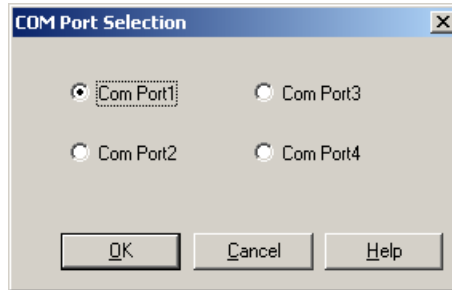 COM Port Selection
Com Port1 Com Port3
Com Port2 Com Port4
OK Cancel Help